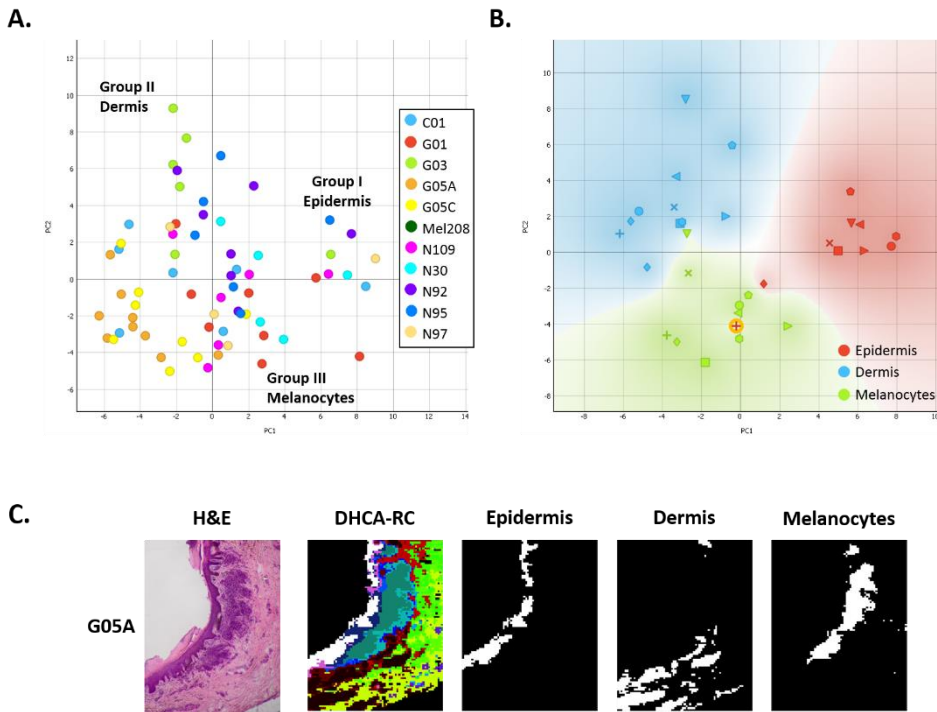 A.
B.
12
10
8
6
4
2
0
-2
-4
-6
-6
-4
-2
0
2
4
6
8
10
12
14
PC1
PC2
Group II
Dermis
Group I
Epidermis
Group III
Melanocytes
C01
G01
G03
G05A
G05C
Mel208
N109
N30
N92
N95
N97
10
8
6
4
2
0
-2
-4
-6
-8
-8
-6
-4
-2
0
2
4
6
8
10
PC1
PC2
Epidermis
Dermis
Melanocytes
C.
H&E
DHCA-RC
Epidermis
Dermis
Melanocytes
G05A